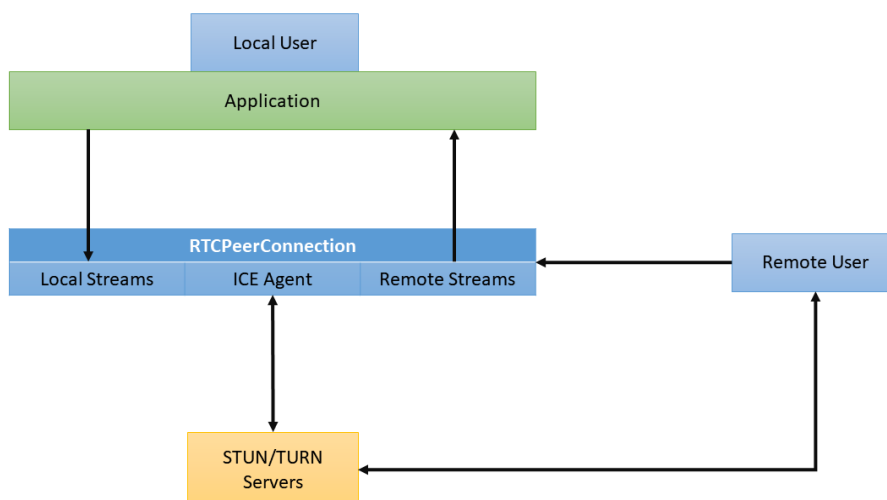 Local User
Application
RTCPeerConnection
Local Streams
ICE Agent
Remote Streams
Remote User
STUN/TURN
Servers